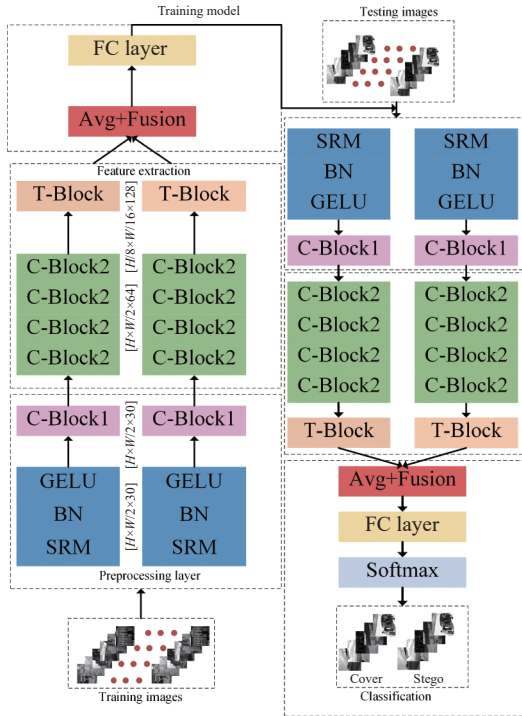 Training model
FC layer
Avg+Fusion
Feature extraction
T-Block
T-Block
[H/8×W/16×128]
C-Block2
C-Block2
C-Block2
C-Block2
C-Block2
C-Block2
C-Block2
C-Block2
[H×W/2×64]
C-Block1
C-Block1
[H×W/2×30]
GELU
BN
SRM
GELU
BN
SRM
[H×W/2×30]
Preprocessing layer
Training images
Testing images
SRM
BN
GELU
SRM
BN
GELU
C-Block1
C-Block1
C-Block2
C-Block2
C-Block2
C-Block2
C-Block2
C-Block2
C-Block2
C-Block2
T-Block
T-Block
Avg+Fusion
FC layer
Softmax
Cover
Stego
Classification